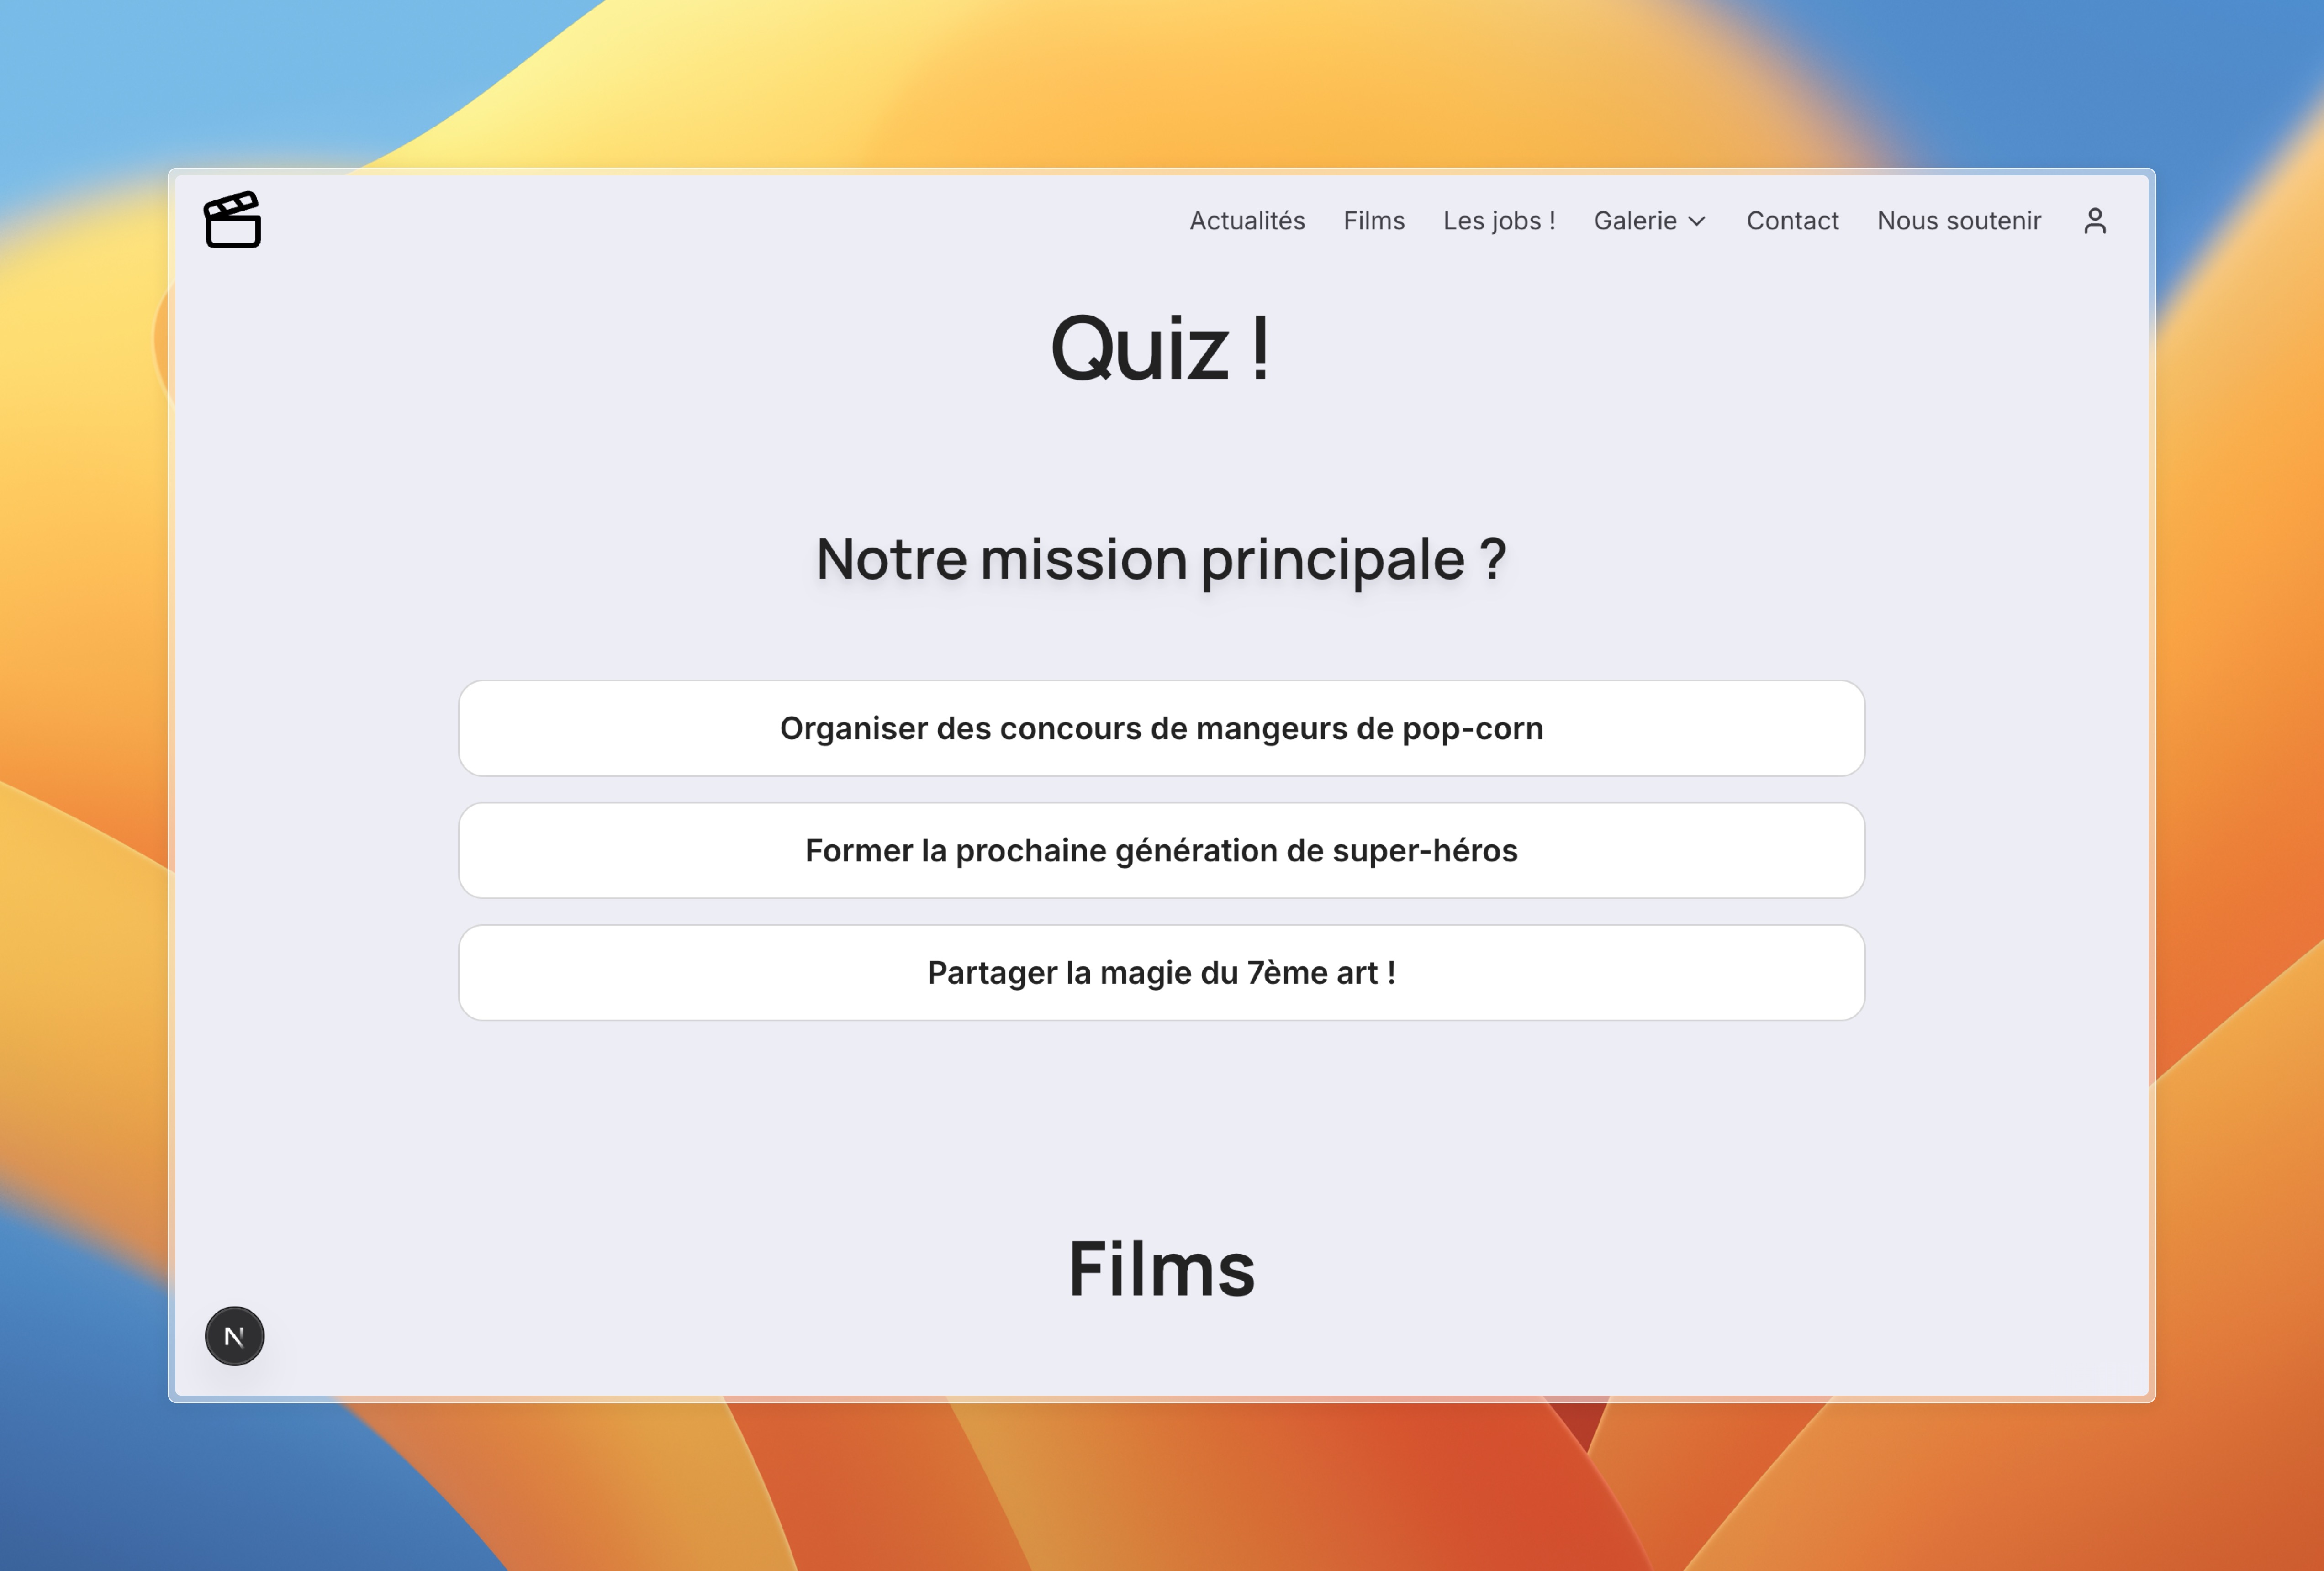 Actualités Films Les jobs ! Galerie Contact Nous soutenir
Quiz !
Notre mission principale ?
Organiser des concours de mangeurs de pop-corn
Former la prochaine génération de super-héros
Partager la magie du 7ème art !
Films
N